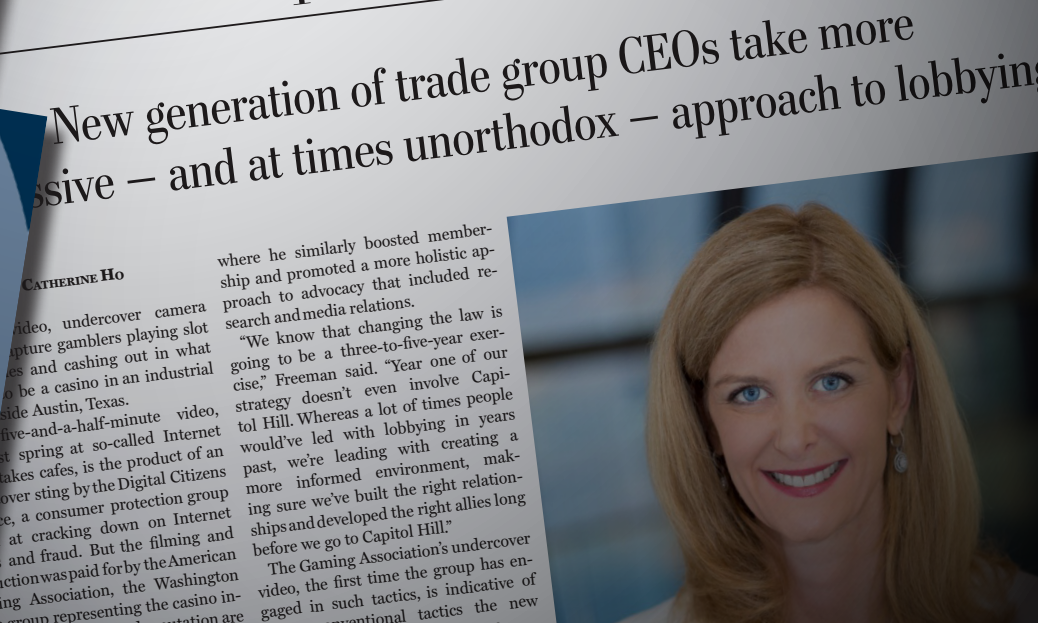 New generation of trade group CEOs take more
ssive — and at times unorthodox — approach to lobbying
CATHERINE HO
video, undercover camera
apture gamblers playing slot
es and cashing out in what
o be a casino in an industrial
side Austin, Texas.
five-and-a-half-minute video,
st spring at so-called Internet
takes cafes, is the product of an
over sting by the Digital Citizens
ce, a consumer protection group
at cracking down on Internet
and fraud. But the filming and
uction was paid for by the American
ing Association, the Washington
group representing the casino in-
utation are
where he similarly boosted member-
ship and promoted a more holistic ap-
proach to advocacy that included re-
search and media relations.
“We know that changing the law is
going to be a three-to-five-year exer-
cise,” Freeman said. “Year one of our
strategy doesn’t even involve Capi-
tol Hill. Whereas a lot of times people
would’ve led with lobbying in years
past, we’re leading with creating a
more informed environment, mak-
ing sure we’ve built the right relation-
ships and developed the right allies long
before we go to Capitol Hill.”
The Gaming Association’s undercover
video, the first time the group has en-
gaged in such tactics, is indicative of
nventional tactics the new